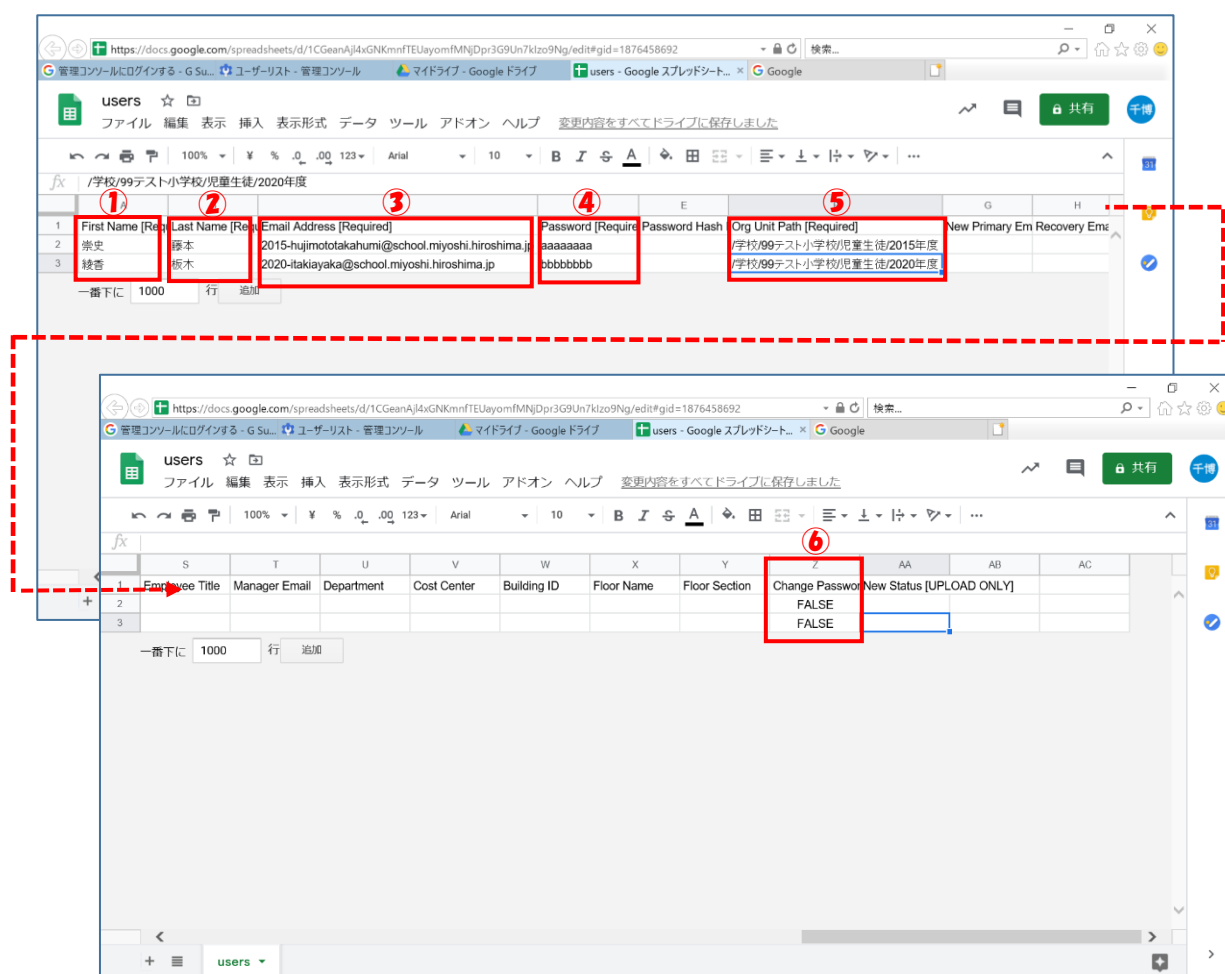 https://docs.google.com/spreadsheets/d/1CGeanAjl4xGNKmnfTEUayomfMNjDpr3G9Un7kIzo9Ng/edit#gid=1876458692 検索...
管理コンソールにログインする - G Su... ユーザーリスト - 管理コンソール マイドライブ - Google ドライブ users - Google スプレッドシート... × Google
users
ファイル 編集 表示 挿入 表示形式 データ ツール アドオン ヘルプ 変更内容をすべてドライブに保存しました 共有 千博
100% ¥ % .0 .00 123 Arial 10 B I S A ... 31
fx /学校/99テスト小学校/児童生徒/2020年度
① ② ③ ④ ⑤
A E G H
1 First Name [Req Last Name [Requ Email Address [Required] Password [Require Password Hash Org Unit Path [Required] New Primary Em Recovery Ema
2 崇史 藤本 2015-hujimototakahumi@school.miyoshi.hiroshima.jp aaaaaaaa /学校/99テスト小学校/児童生徒/2015年度
3 綾香 板木 2020-itakiayaka@school.miyoshi.hiroshima.jp bbbbbbbb /学校/99テスト小学校/児童生徒/2020年度
一番下に 1000 行 追加
https://docs.google.com/spreadsheets/d/1CGeanAjl4xGNKmnfTEUayomfMNjDpr3G9Un7kIzo9Ng/edit#gid=1876458692 検索...
管理コンソールにログインする - G Su... ユーザーリスト - 管理コンソール マイドライブ - Google ドライブ users - Google スプレッドシート... × Google
users
ファイル 編集 表示 挿入 表示形式 データ ツール アドオン ヘルプ 変更内容をすべてドライブに保存しました 共有 千博
100% ¥ % .0 .00 123 Arial 10 B I S A ... 31
fx
⑥
S T U V W X Y Z AA AB AC
1 Employee Title Manager Email Department Cost Center Building ID Floor Name Floor Section Change Passwor New Status [UPLOAD ONLY]
2 FALSE
3 FALSE
一番下に 1000 行 追加
+ users